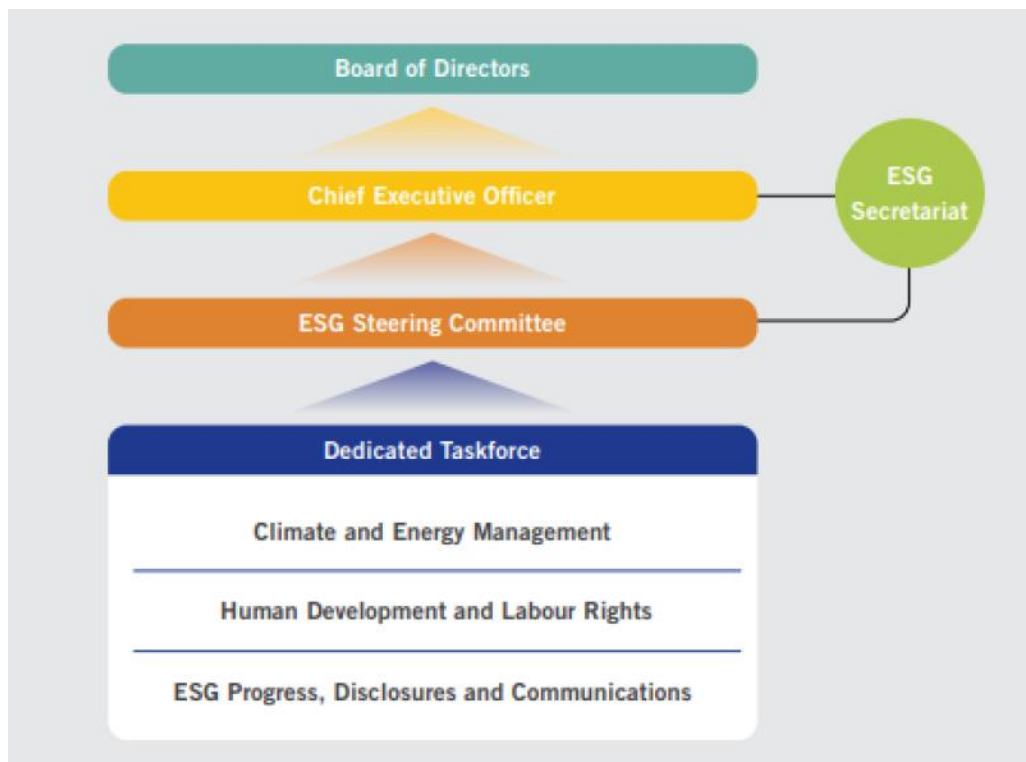 Board of Directors
Chief Executive Officer
ESG
Secretariat
ESG Steering Committee
Dedicated Taskforce
Climate and Energy Management
Human Development and Labour Rights
ESG Progress, Disclosures and Communications